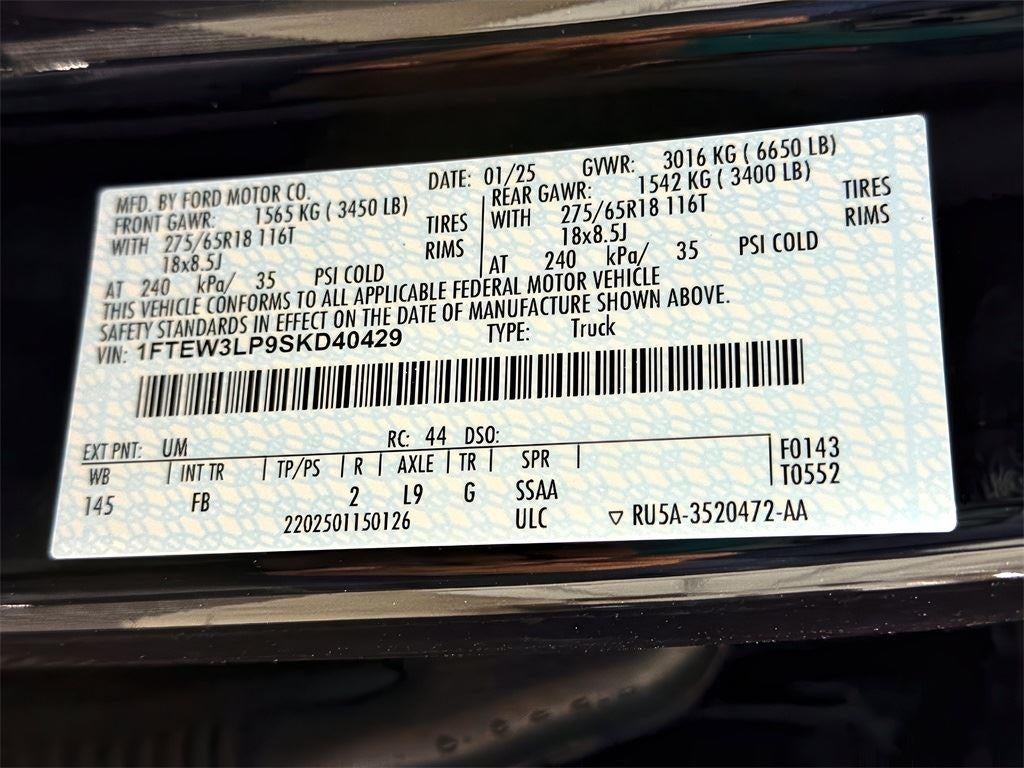 MFD. BY FORD MOTOR CO. DATE: 01/25 GVWR: 3016 KG ( 6650 LB)
FRONT GAWR: 1565 KG ( 3450 LB) REAR GAWR: 1542 KG ( 3400 LB)
WITH 275/65R18 116T TIRES WITH 275/65R18 116T TIRES
18x8.5J RIMS 18x8.5J RIMS
AT 240 kPa/ 35 PSI COLD AT 240 kPa/ 35 PSI COLD
THIS VEHICLE CONFORMS TO ALL APPLICABLE FEDERAL MOTOR VEHICLE
SAFETY STANDARDS IN EFFECT ON THE DATE OF MANUFACTURE SHOWN ABOVE.
VIN: 1FTEW3LP9SKD40429 TYPE: Truck
EXT PNT: UM RC: 44 DSO:
WB INT TR TP/PS R AXLE TR SPR F0143
145 FB 2 L9 G SSAA T0552
2202501150126 ULC ▽ RU5A-3520472-AA